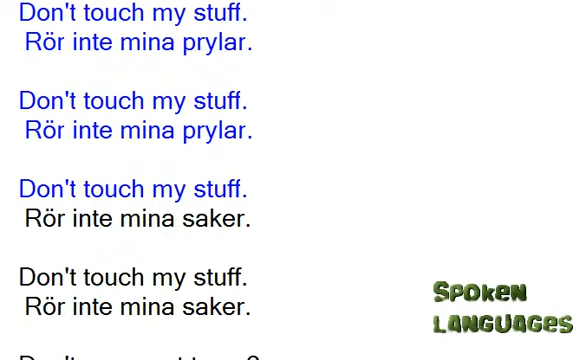 Don't touch my stuff.
Rör inte mina prylar.
Don't touch my stuff.
Rör inte mina prylar.
Don't touch my stuff.
Rör inte mina saker.
Don't touch my stuff.
Rör inte mina saker.
SPOKEN
LANGUAGES